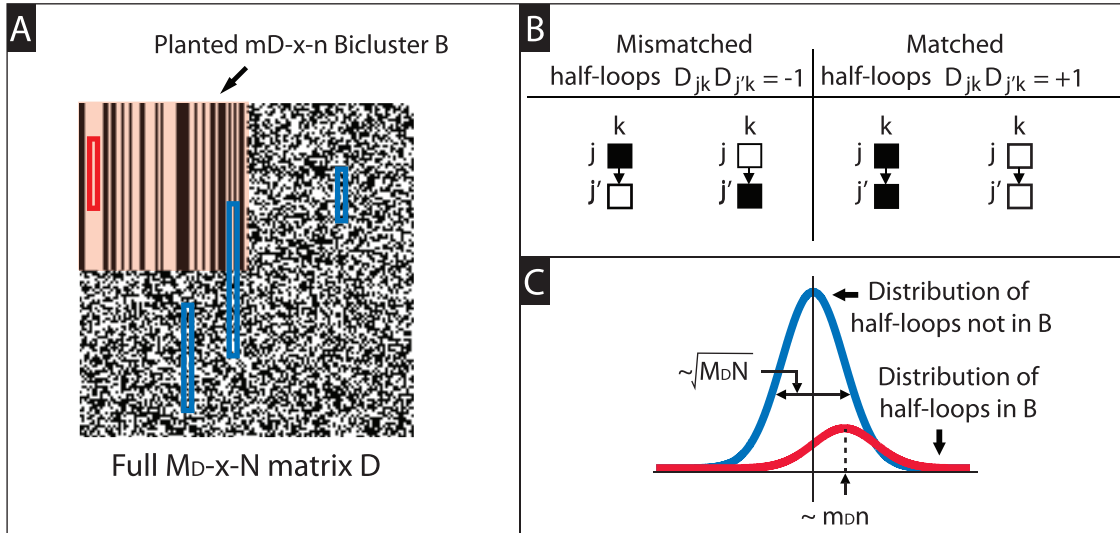 A
Planted mD-x-n Bicluster B
Full MD-x-N matrix D
B
Mismatched
half-loops DjkDj'k = -1
Matched
half-loops DjkDj'k = +1
k
j
j'
k
j
j'
k
j
j'
k
j
j'
C
Distribution of
half-loops not in B
~√MDN
Distribution of
half-loops in B
~ mDn